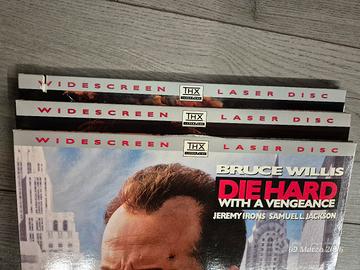 WIDESCREEN THX LASER DISC
WIDESCREEN THX LASER DISC
WIDESCREEN THX LASER DISC
BRUCE WILLIS
DIE HARD
WITH A VENGEANCE
JEREMY IRONS SAMUEL L. JACKSON